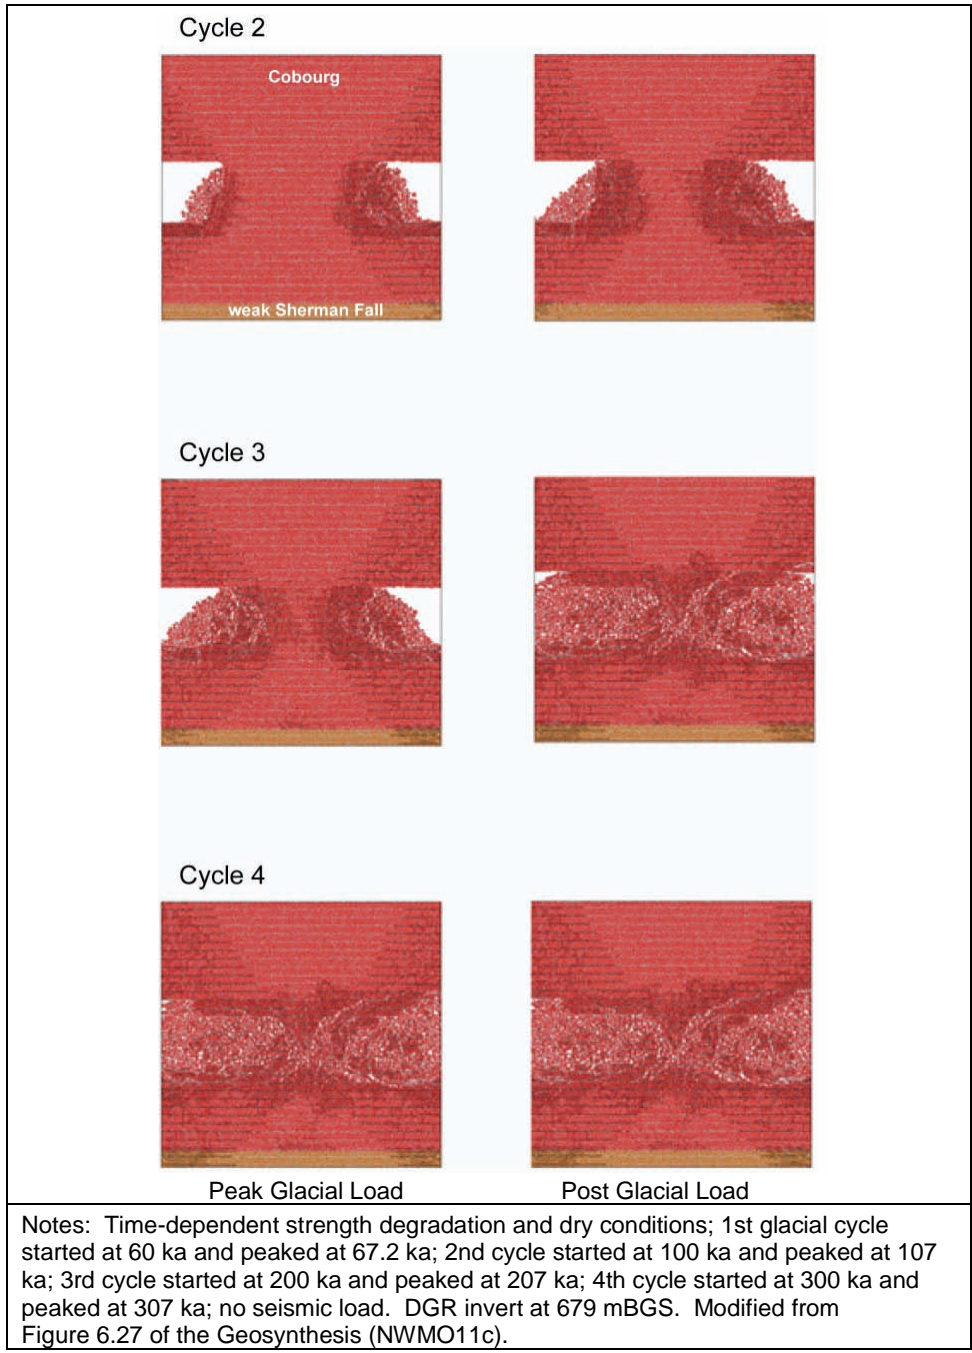 Cycle 2
Cobourg
weak Sherman Fall
Cycle 3
Cycle 4
Peak Glacial Load
Post Glacial Load
Notes:  Time-dependent strength degradation and dry conditions; 1st glacial cycle
started at 60 ka and peaked at 67.2 ka; 2nd cycle started at 100 ka and peaked at 107
ka; 3rd cycle started at 200 ka and peaked at 207 ka; 4th cycle started at 300 ka and
peaked at 307 ka; no seismic load.  DGR invert at 679 mBGS.  Modified from
Figure 6.27 of the Geosynthesis (NWMO11c).